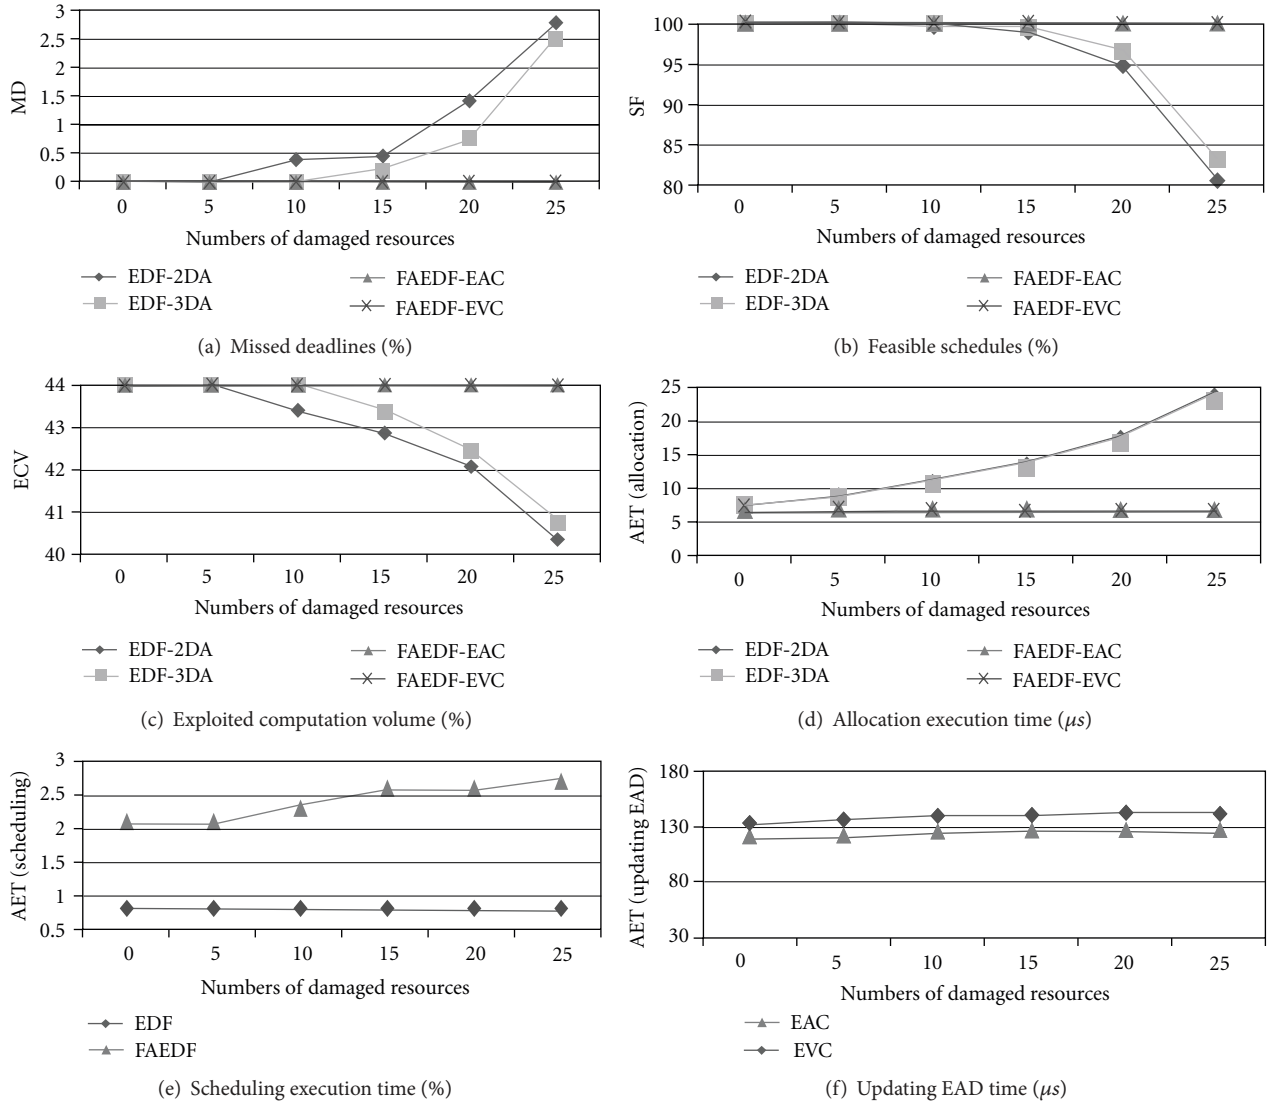 3
2.5
2
1.5
1
0.5
0
MD
0 5 10 15 20 25
Numbers of damaged resources
EDF-2DA FAEDF-EAC
EDF-3DA FAEDF-EVC
(a) Missed deadlines (%)
100
95
90
85
80
SF
0 5 10 15 20 25
Numbers of damaged resources
EDF-2DA FAEDF-EAC
EDF-3DA FAEDF-EVC
(b) Feasible schedules (%)
44
43
42
41
40
ECV
0 5 10 15 20 25
Numbers of damaged resources
EDF-2DA FAEDF-EAC
EDF-3DA FAEDF-EVC
(c) Exploited computation volume (%)
25
20
15
10
5
0
AET (allocation)
0 5 10 15 20 25
Numbers of damaged resources
EDF-2DA FAEDF-EAC
EDF-3DA FAEDF-EVC
(d) Allocation execution time (μs)
3
2.5
2
1.5
1
0.5
AET (scheduling)
0 5 10 15 20 25
Numbers of damaged resources
EDF
FAEDF
(e) Scheduling execution time (%)
180
130
80
30
AET (updating EAD)
0 5 10 15 20 25
Numbers of damaged resources
EAC
EVC
(f) Updating EAD time (μs)